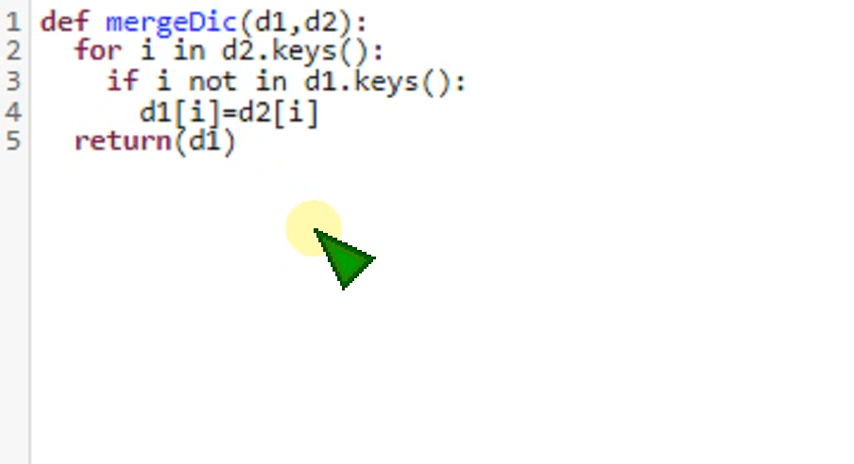 1 def mergeDic(d1,d2):
2   for i in d2.keys():
3     if i not in d1.keys():
4       d1[i]=d2[i]
5   return(d1)